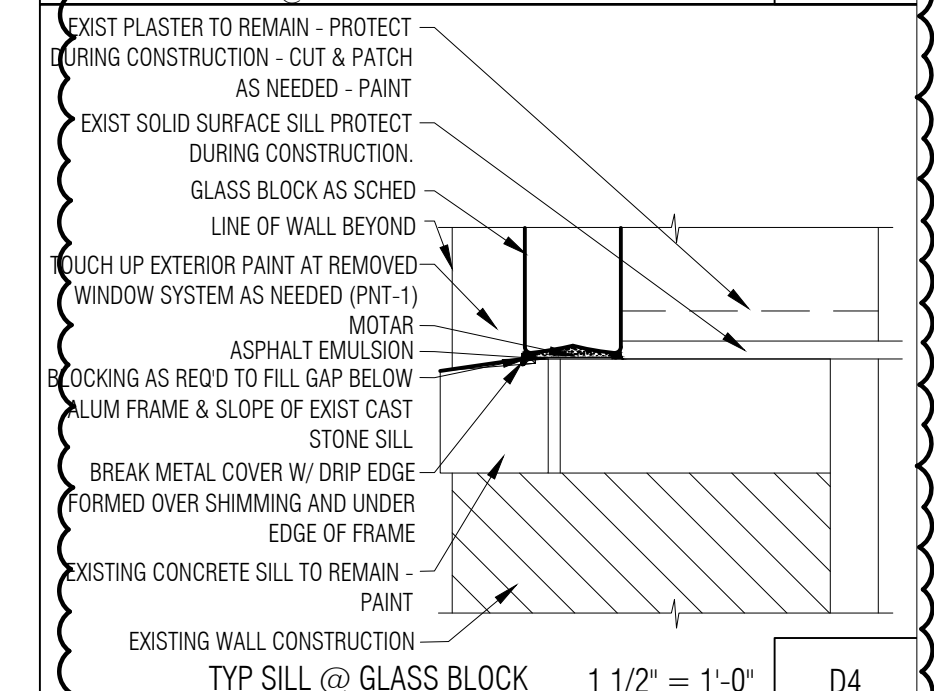 EXIST PLASTER TO REMAIN - PROTECT
DURING CONSTRUCTION - CUT & PATCH
AS NEEDED - PAINT
EXIST SOLID SURFACE SILL PROTECT
DURING CONSTRUCTION.
GLASS BLOCK AS SCHED
LINE OF WALL BEYOND
TOUCH UP EXTERIOR PAINT AT REMOVED
WINDOW SYSTEM AS NEEDED (PNT-1)
MOTAR
ASPHALT EMULSION
BLOCKING AS REQ'D TO FILL GAP BELOW
ALUM FRAME & SLOPE OF EXIST CAST
STONE SILL
BREAK METAL COVER W/ DRIP EDGE
FORMED OVER SHIMMING AND UNDER
EDGE OF FRAME
EXISTING CONCRETE SILL TO REMAIN -
PAINT
EXISTING WALL CONSTRUCTION
TYP SILL @ GLASS BLOCK 1 1/2" = 1'-0" D4